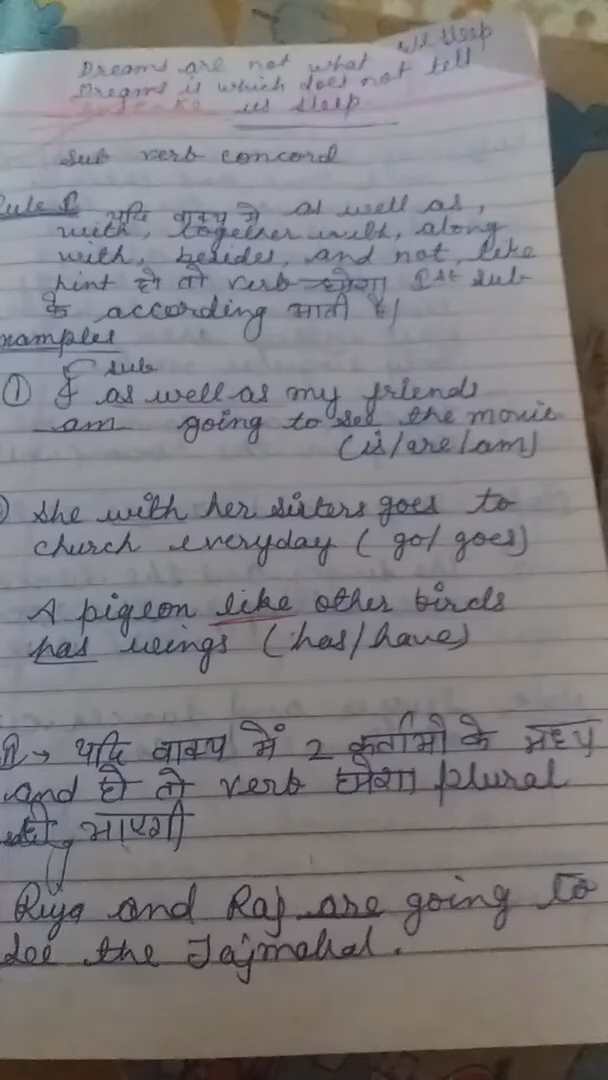 Dreams are not what we sleep
Dreams is which does not tell
us sleep
Sub verb concord
Rule 1
यदि वाक्य मे as well as,
with, together with, along
with, besides, and not, like
hint हो तो verb हमेशा 1st sub
के according आती है।
Examples
sub
① I as well as my friends
am going to see the movie
(is/are/am)
She with her sisters goes to
church everyday (go/goes)
A pigeon like other birds
has wings (has/have)
→ यदि वाक्य में 2 कर्ताओ के मध्य
and हो तो verb हमेशा plural
ही आएगी
Riya and Raj are going to
see the Tajmahal.